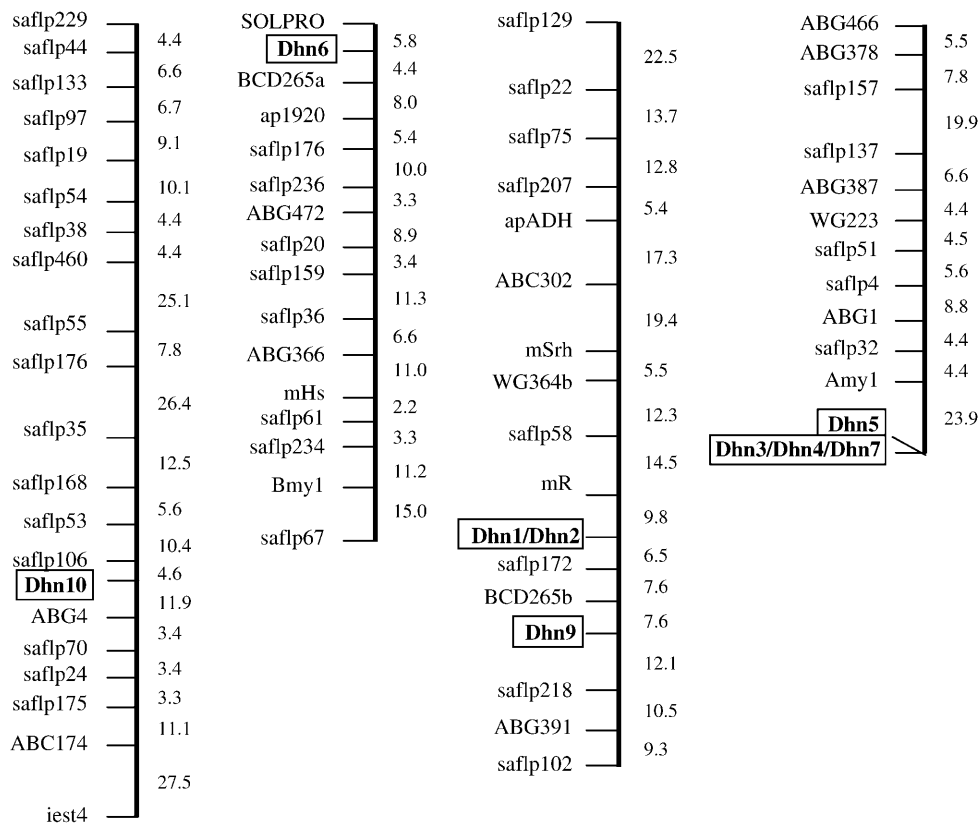 saflp229
4.4
saflp44
6.6
saflp133
6.7
saflp97
9.1
saflp19
10.1
saflp54
4.4
saflp38
4.4
saflp460
25.1
saflp55
7.8
saflp176
26.4
saflp35
12.5
saflp168
5.6
saflp53
10.4
saflp106
4.6
Dhn10
11.9
ABG4
3.4
saflp70
3.4
saflp24
3.3
saflp175
11.1
ABC174
27.5
iest4
SOLPRO
5.8
Dhn6
4.4
BCD265a
8.0
ap1920
5.4
saflp176
10.0
saflp236
3.3
ABG472
8.9
saflp20
3.4
saflp159
11.3
saflp36
6.6
ABG366
11.0
mHs
2.2
saflp61
3.3
saflp234
11.2
Bmy1
15.0
saflp67
saflp129
22.5
saflp22
13.7
saflp75
12.8
saflp207
5.4
apADH
17.3
ABC302
19.4
mSrh
5.5
WG364b
12.3
saflp58
14.5
mR
9.8
Dhn1/Dhn2
6.5
saflp172
7.6
BCD265b
7.6
Dhn9
12.1
saflp218
10.5
ABG391
9.3
saflp102
ABG466
5.5
ABG378
7.8
saflp157
19.9
saflp137
6.6
ABG387
4.4
WG223
4.5
saflp51
5.6
saflp4
8.8
ABG1
4.4
saflp32
4.4
Amy1
23.9
Dhn5
Dhn3/Dhn4/Dhn7